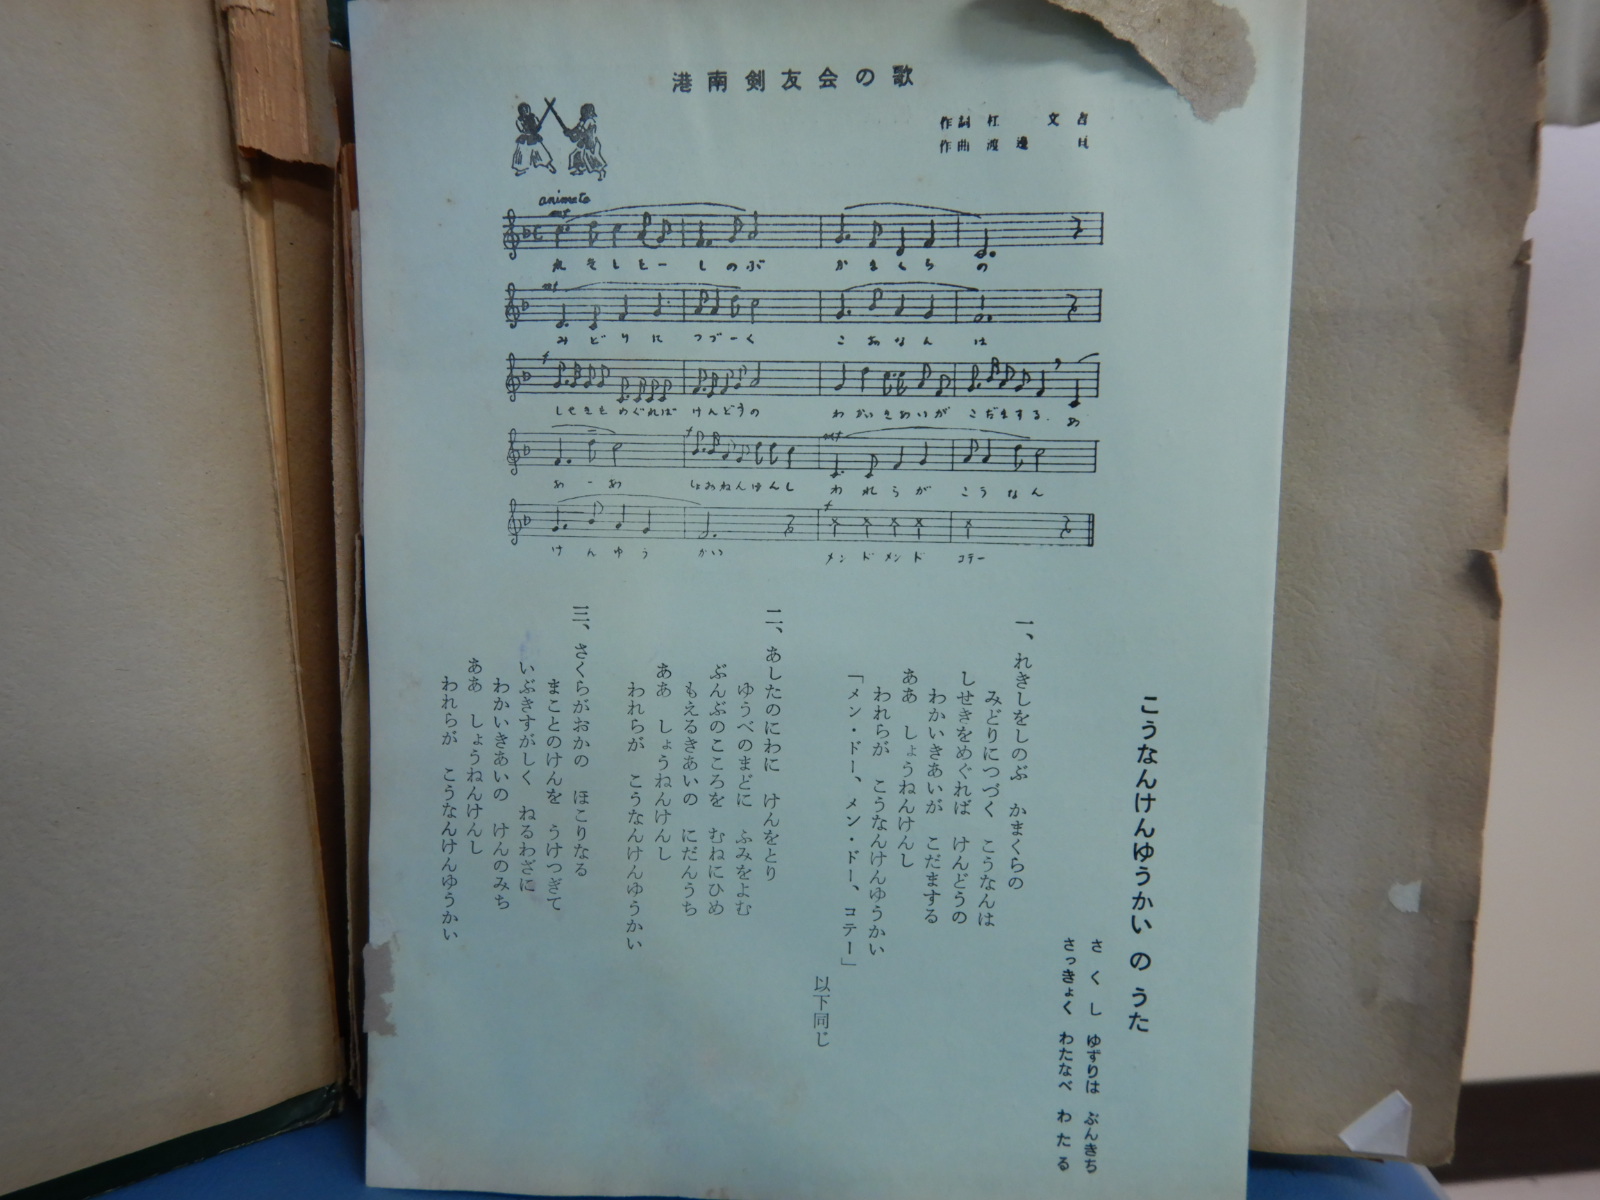 港南剣友会の歌
作詞 杠 文吉
作曲 渡邊
animato
mf
れきしをーしのぶ かまくらの
mf
みどりにつづーく こおなんは
f
しせきをめぐれば けんどうの わかいきあいが こだまする. あ
f
mf
あーあ しょおねんけんし われらが こうなん
f
けんゆう かい メンドメンド コテー
こうなんけんゆうかい の うた
さくし ゆずりは ぶんきち
さっきょく わたなべ わたる
一、れきしをしのぶ かまくらの
みどりにつづく こうなんは
しせきをめぐれば けんどうの
わかいきあいが こだまする
ああ しょうねんけんし
われらが こうなんけんゆうかい
「メン・ドー、メン・ドー、コテー」
以下同じ
二、あしたのにわに けんをとり
ゆうべのまどに ふみをよむ
ぶんぶのこころを むねにひめ
もえるきあいの にだんうち
ああ しょうねんけんし
われらが こうなんけんゆうかい
三、さくらがおかの ほこりなる
まことのけんを うけつぎて
いぶきすがしく ねるわざに
わかいきあいの けんのみち
ああ しょうねんけんし
われらが こうなんけんゆうかい